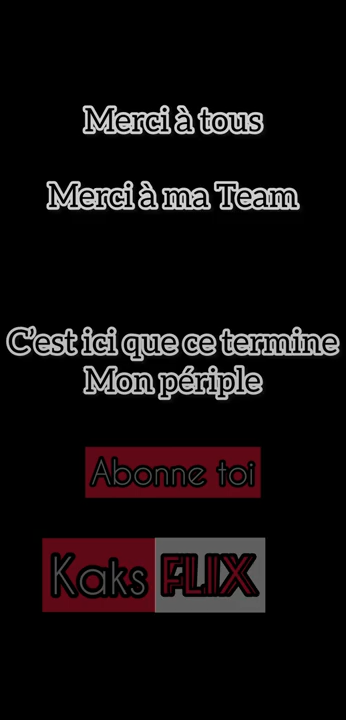 Merci à tous
Merci à ma Team
C'est ici que ce termine
Mon périple
Abonne toi
Kaks FLIX